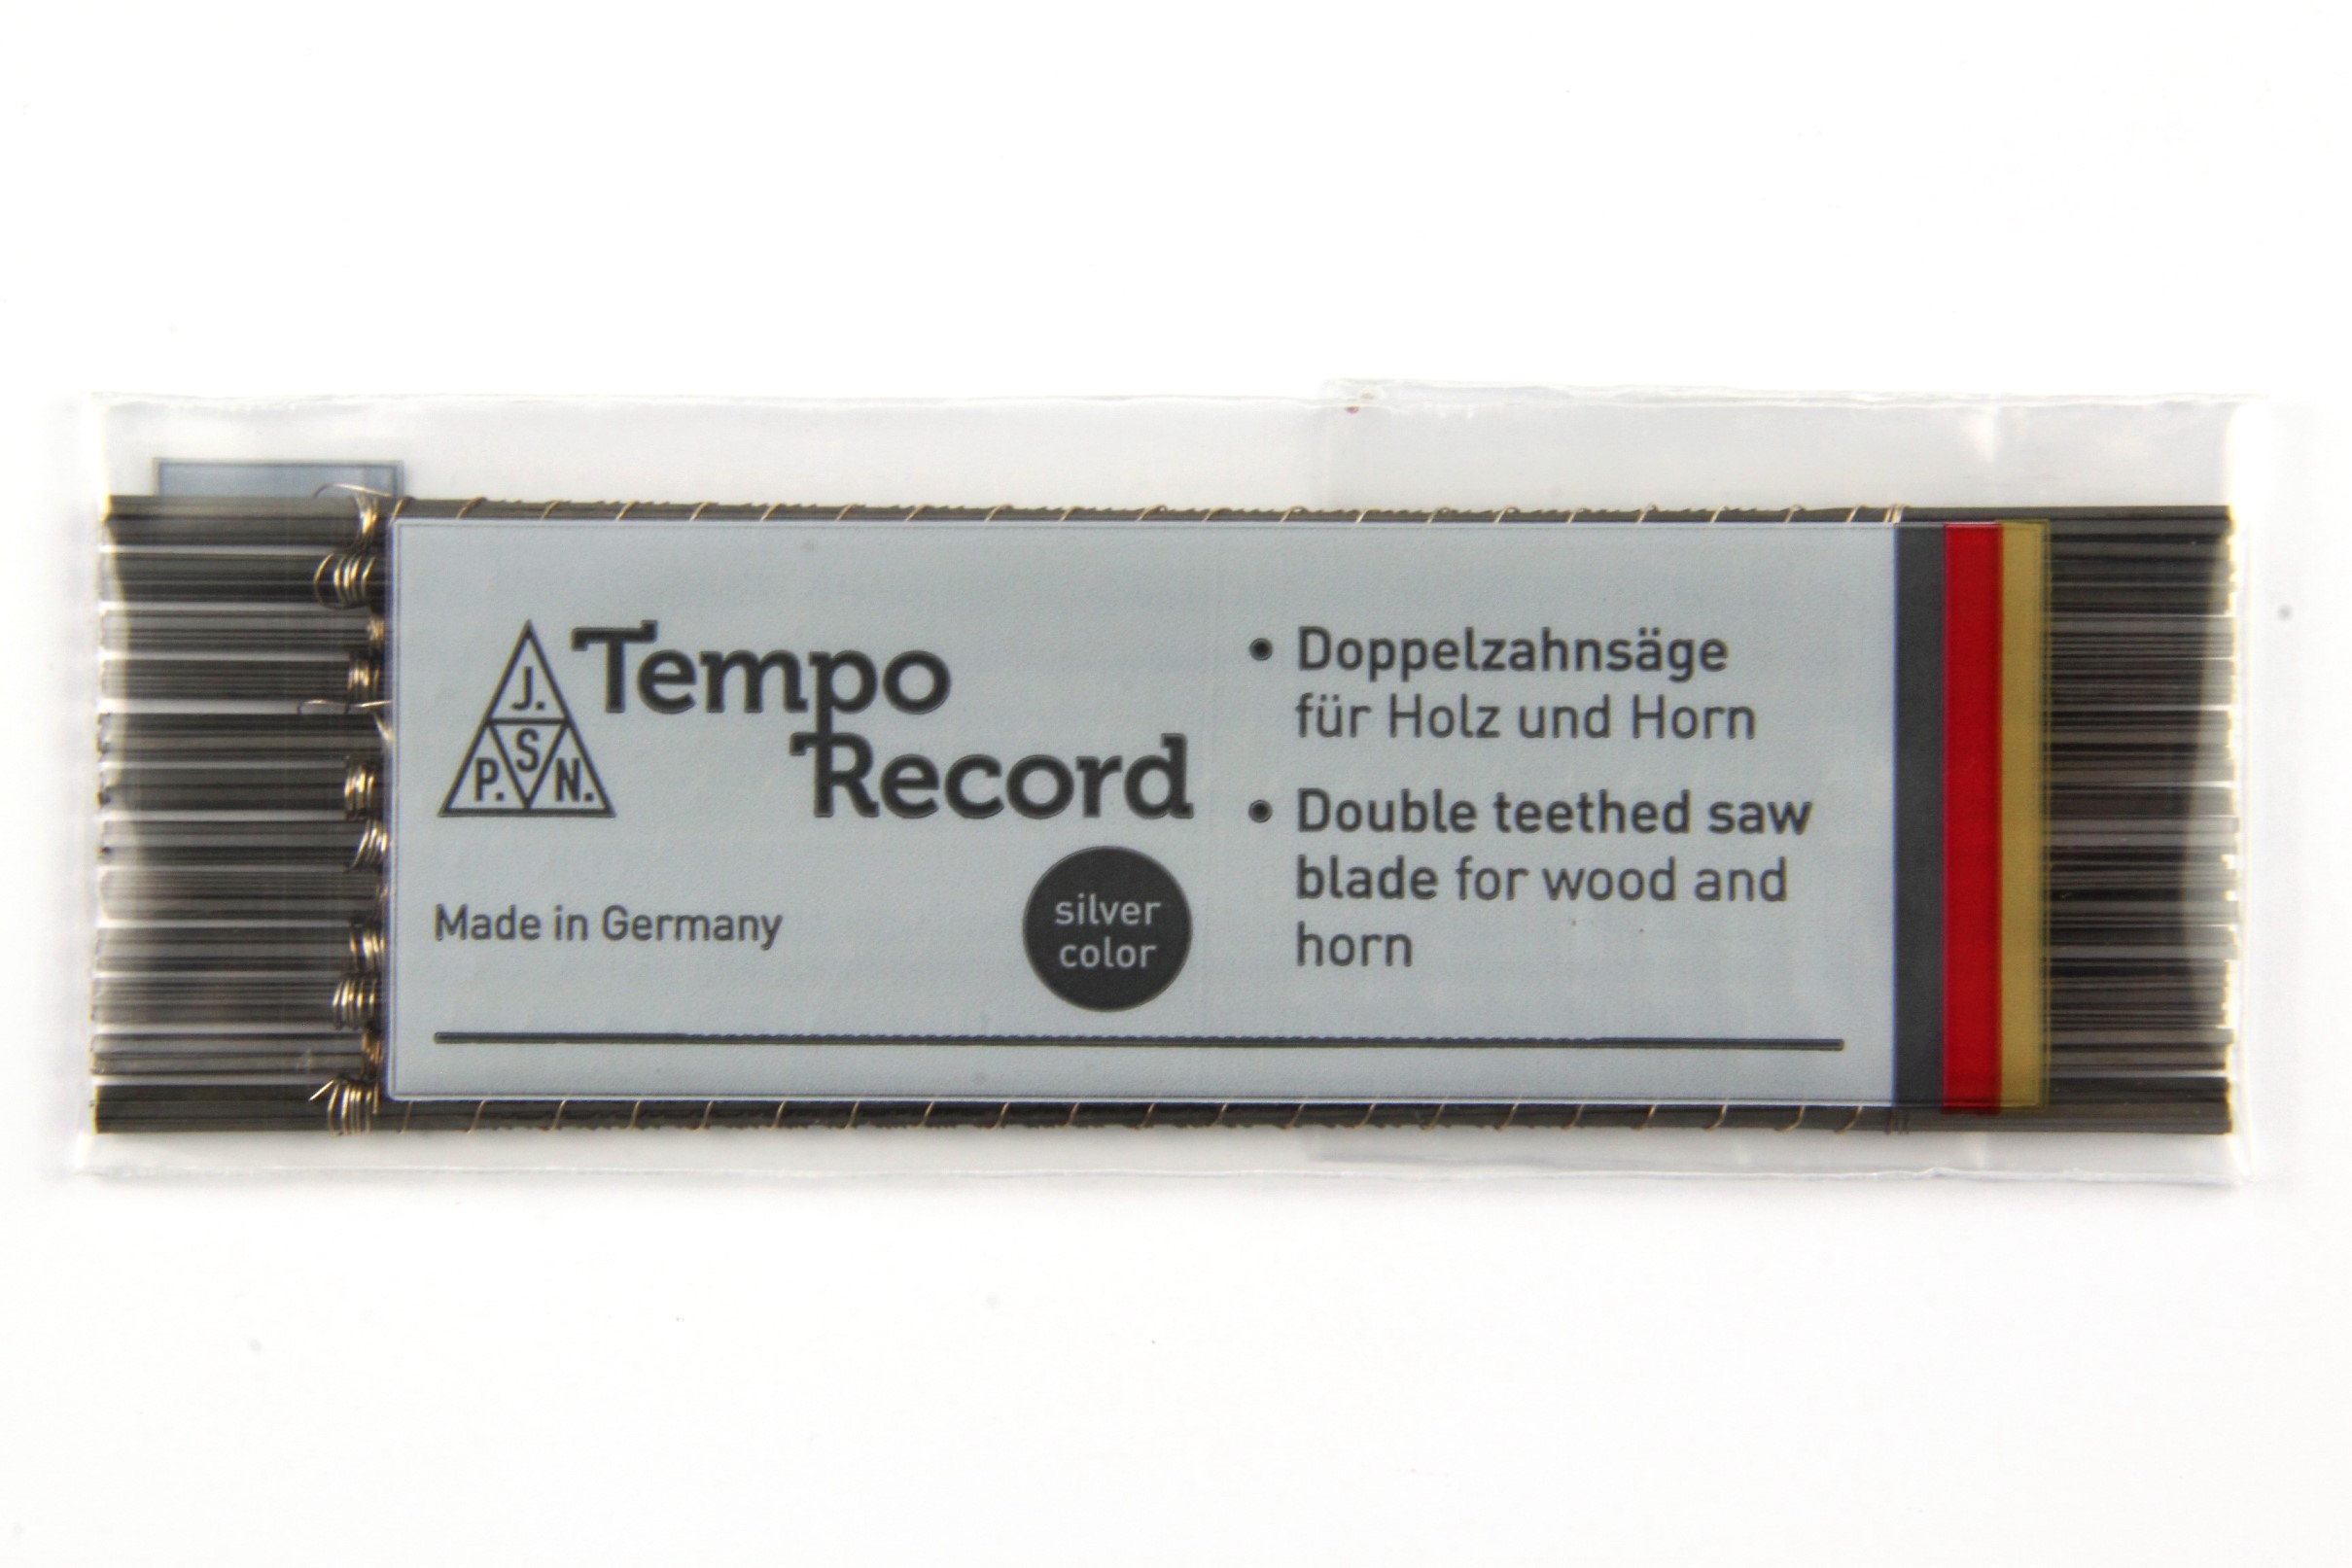 J.
P. S N.
Tempo
Record
Made in Germany
silver
color
• Doppelzahnsäge
für Holz und Horn
• Double teethed saw
blade for wood and
horn